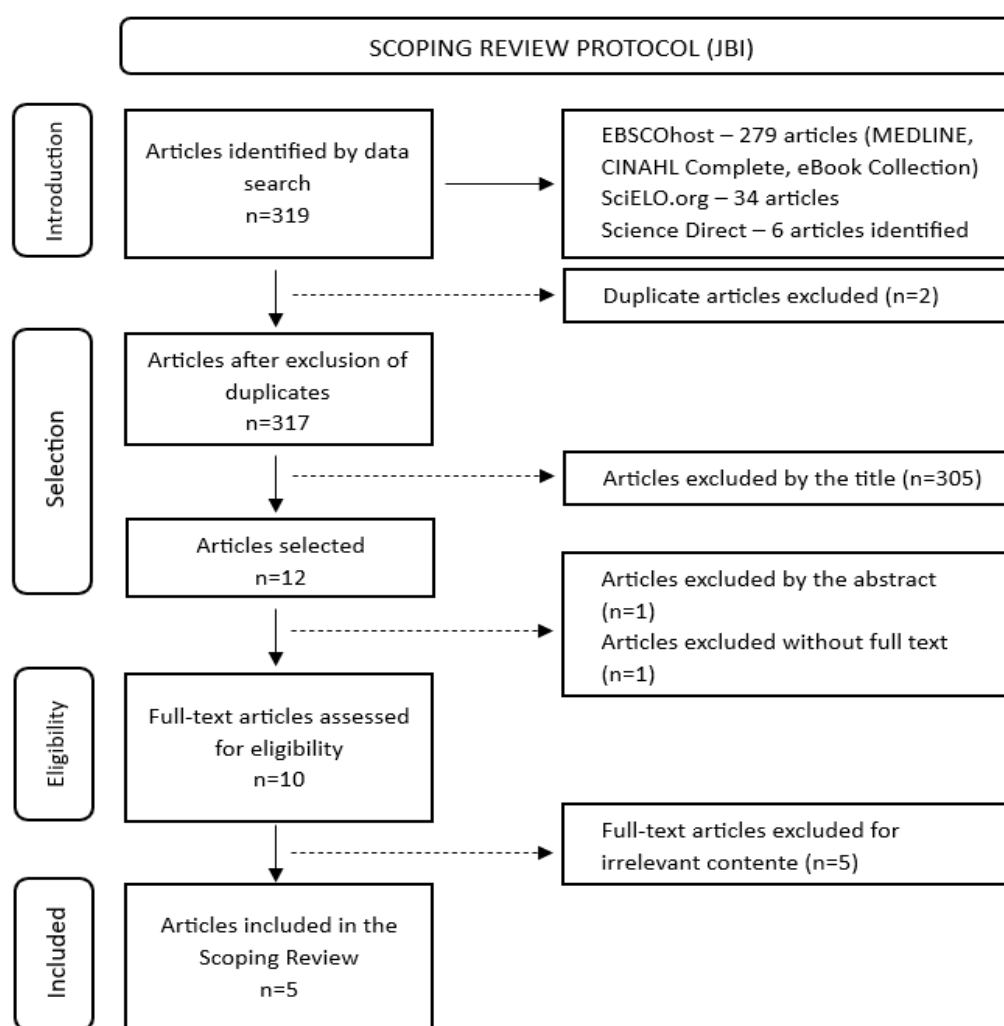 SCOPING REVIEW PROTOCOL (JBI)
Introduction
Articles identified by data
search
n=319
EBSCOhost – 279 articles (MEDLINE,
CINAHL Complete, eBook Collection)
SciELO.org – 34 articles
Science Direct – 6 articles identified
Duplicate articles excluded (n=2)
Selection
Articles after exclusion of
duplicates
n=317
Articles excluded by the title (n=305)
Articles selected
n=12
Articles excluded by the abstract
(n=1)
Articles excluded without full text
(n=1)
Eligibility
Full-text articles assessed
for eligibility
n=10
Full-text articles excluded for
irrelevant contente (n=5)
Included
Articles included in the
Scoping Review
n=5